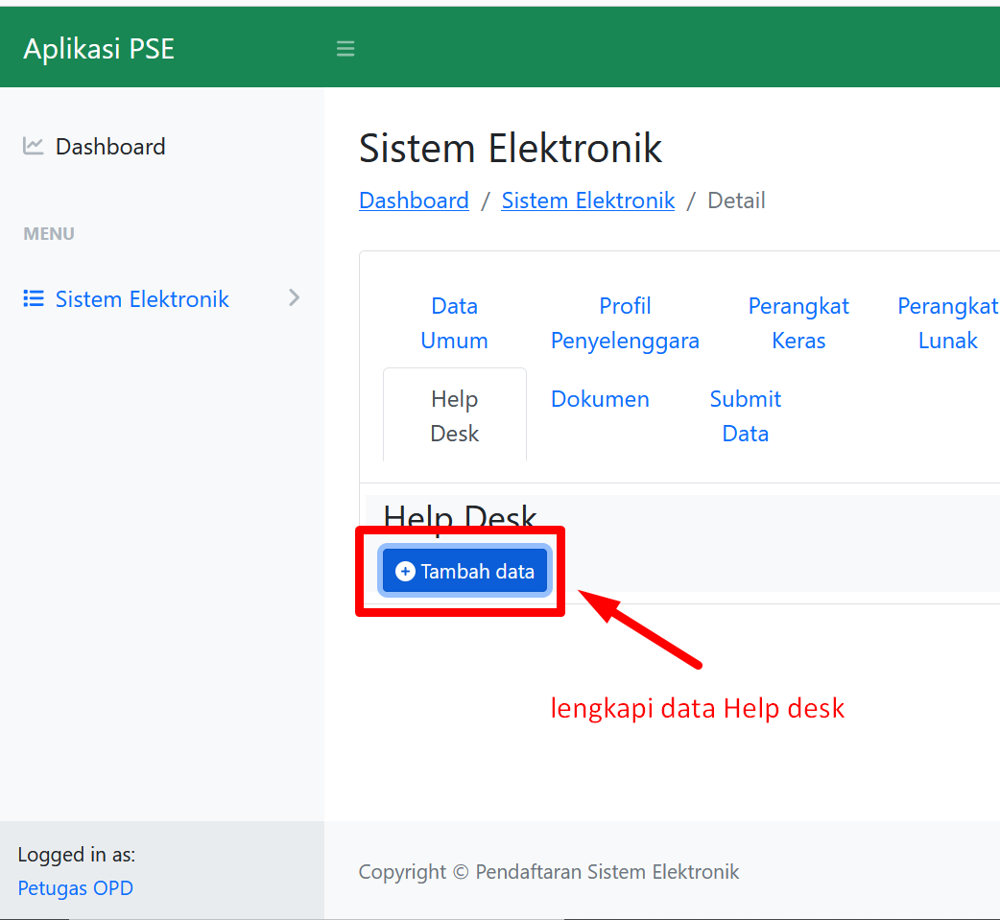 Aplikasi PSE
Dashboard
MENU
Sistem Elektronik
Sistem Elektronik
Dashboard / Sistem Elektronik / Detail
Data Umum
Profil Penyelenggara
Perangkat Keras
Perangkat Lunak
Help Desk
Dokumen
Submit Data
Help Desk
Tambah data
lengkapi data Help desk
Logged in as:
Petugas OPD
Copyright © Pendaftaran Sistem Elektronik